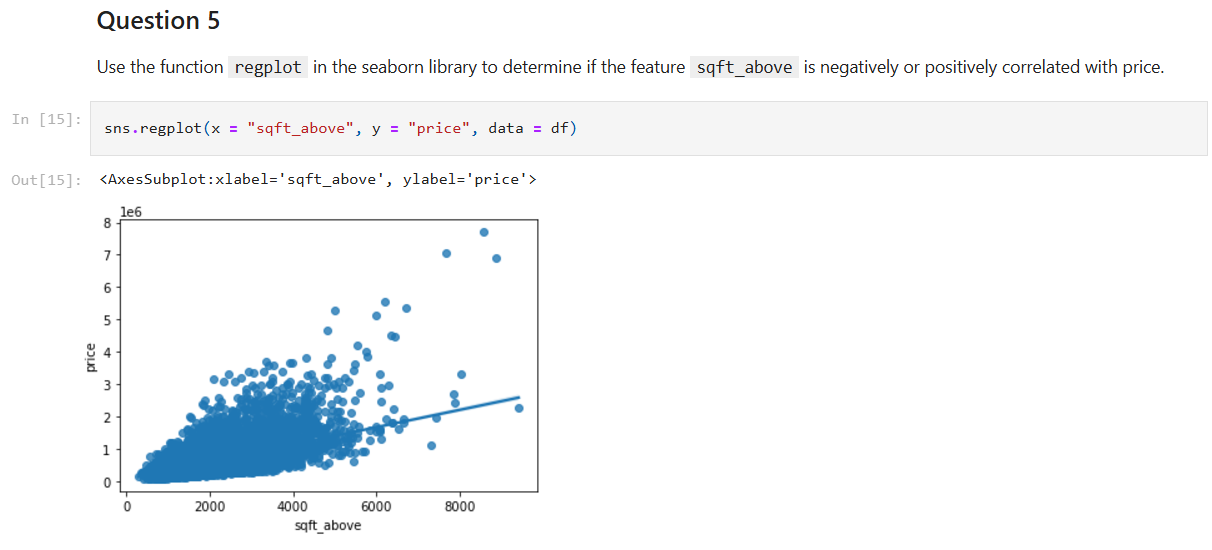 Question 5
Use the function regplot in the seaborn library to determine if the feature sqft_above is negatively or positively correlated with price.
In [15]: sns.regplot(x = "sqft_above", y = "price", data = df)
Out[15]: <AxesSubplot:xlabel='sqft_above', ylabel='price'>
1e6
8
7
6
5
4
3
2
1
0
price
0 2000 4000 6000 8000
sqft_above